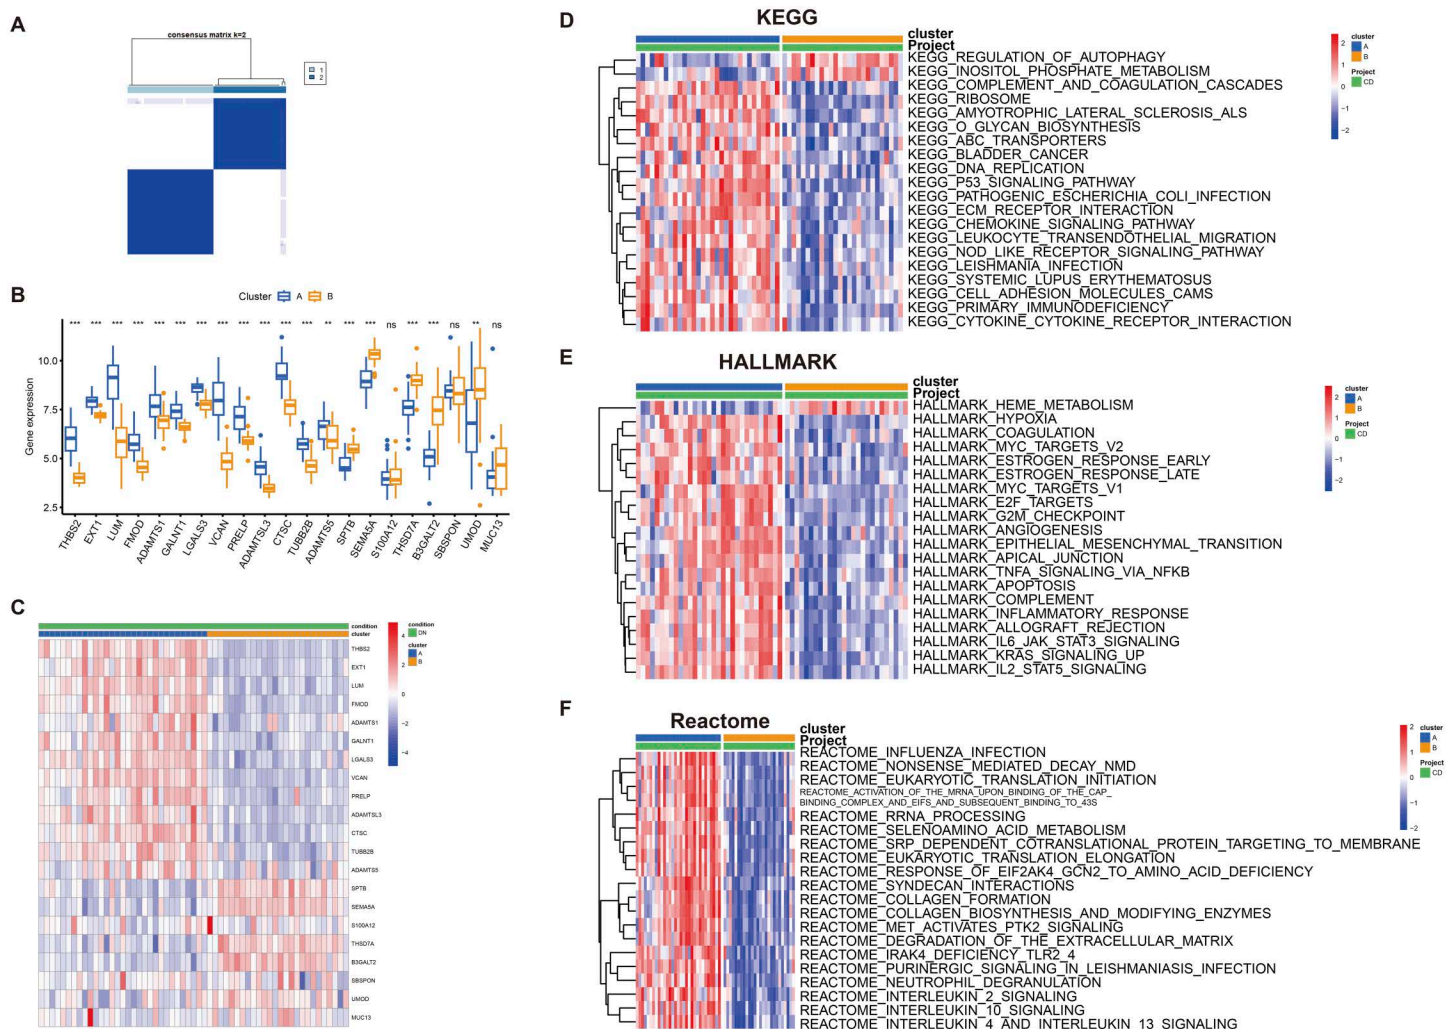 A
consensus matrix k=2
1
2
B
Cluster A B
*** *** *** *** *** *** *** *** *** *** *** *** ** *** *** ns *** *** ns ** ns
Gene expression
10.0
7.5
5.0
2.5
THBS2
EXT1
LUM
FMOD
ADAMTS1
GALNT1
LGALS3
VCAN
PRELP
ADAMTSL3
CTSC
TUBB2B
ADAMTS5
SPTB
SEMA5A
S100A12
THSD7A
B3GALT2
SBSPON
UMOD
MUC13
C
condition
cluster
THBS2
EXT1
LUM
FMOD
ADAMTS1
GALNT1
LGALS3
VCAN
PRELP
ADAMTSL3
CTSC
TUBB2B
ADAMTS5
SPTB
SEMA5A
S100A12
THSD7A
B3GALT2
SBSPON
UMOD
MUC13
4
2
0
−2
−4
condition
DN
cluster
A
B
D
KEGG
cluster
Project
KEGG_REGULATION_OF_AUTOPHAGY
KEGG_INOSITOL_PHOSPHATE_METABOLISM
KEGG_COMPLEMENT_AND_COAGULATION_CASCADES
KEGG_RIBOSOME
KEGG_AMYOTROPHIC_LATERAL_SCLEROSIS_ALS
KEGG_O_GLYCAN_BIOSYNTHESIS
KEGG_ABC_TRANSPORTERS
KEGG_BLADDER_CANCER
KEGG_DNA_REPLICATION
KEGG_P53_SIGNALING_PATHWAY
KEGG_PATHOGENIC_ESCHERICHIA_COLI_INFECTION
KEGG_ECM_RECEPTOR_INTERACTION
KEGG_CHEMOKINE_SIGNALING_PATHWAY
KEGG_LEUKOCYTE_TRANSENDOTHELIAL_MIGRATION
KEGG_NOD_LIKE_RECEPTOR_SIGNALING_PATHWAY
KEGG_LEISHMANIA_INFECTION
KEGG_SYSTEMIC_LUPUS_ERYTHEMATOSUS
KEGG_CELL_ADHESION_MOLECULES_CAMS
KEGG_PRIMARY_IMMUNODEFICIENCY
KEGG_CYTOKINE_CYTOKINE_RECEPTOR_INTERACTION
2
1
0
−1
−2
cluster
A
B
Project
CD
E
HALLMARK
cluster
Project
HALLMARK_HEME_METABOLISM
HALLMARK_HYPOXIA
HALLMARK_COAGULATION
HALLMARK_MYC_TARGETS_V2
HALLMARK_ESTROGEN_RESPONSE_EARLY
HALLMARK_ESTROGEN_RESPONSE_LATE
HALLMARK_MYC_TARGETS_V1
HALLMARK_E2F_TARGETS
HALLMARK_G2M_CHECKPOINT
HALLMARK_ANGIOGENESIS
HALLMARK_EPITHELIAL_MESENCHYMAL_TRANSITION
HALLMARK_APICAL_JUNCTION
HALLMARK_TNFA_SIGNALING_VIA_NFKB
HALLMARK_APOPTOSIS
HALLMARK_COMPLEMENT
HALLMARK_INFLAMMATORY_RESPONSE
HALLMARK_ALLOGRAFT_REJECTION
HALLMARK_IL6_JAK_STAT3_SIGNALING
HALLMARK_KRAS_SIGNALING_UP
HALLMARK_IL2_STAT5_SIGNALING
2
1
0
−1
−2
cluster
A
B
Project
CD
F
Reactome
cluster
Project
REACTOME_INFLUENZA_INFECTION
REACTOME_NONSENSE_MEDIATED_DECAY_NMD
REACTOME_EUKARYOTIC_TRANSLATION_INITIATION
REACTOME_ACTIVATION_OF_THE_MRNA_UPON_BINDING_OF_THE_CAP_
BINDING_COMPLEX_AND_EIFS_AND_SUBSEQUENT_BINDING_TO_43S
REACTOME_RRNA_PROCESSING
REACTOME_SELENOAMINO_ACID_METABOLISM
REACTOME_SRP_DEPENDENT_COTRANSLATIONAL_PROTEIN_TARGETING_TO_MEMBRANE
REACTOME_EUKARYOTIC_TRANSLATION_ELONGATION
REACTOME_RESPONSE_OF_EIF2AK4_GCN2_TO_AMINO_ACID_DEFICIENCY
REACTOME_SYNDECAN_INTERACTIONS
REACTOME_COLLAGEN_FORMATION
REACTOME_COLLAGEN_BIOSYNTHESIS_AND_MODIFYING_ENZYMES
REACTOME_MET_ACTIVATES_PTK2_SIGNALING
REACTOME_DEGRADATION_OF_THE_EXTRACELLULAR_MATRIX
REACTOME_IRAK4_DEFICIENCY_TLR2_4
REACTOME_PURINERGIC_SIGNALING_IN_LEISHMANIASIS_INFECTION
REACTOME_NEUTROPHIL_DEGRANULATION
REACTOME_INTERLEUKIN_2_SIGNALING
REACTOME_INTERLEUKIN_10_SIGNALING
REACTOME_INTERLEUKIN_4_AND_INTERLEUKIN_13_SIGNALING
2
1
0
−1
−2
cluster
A
B
Project
CD